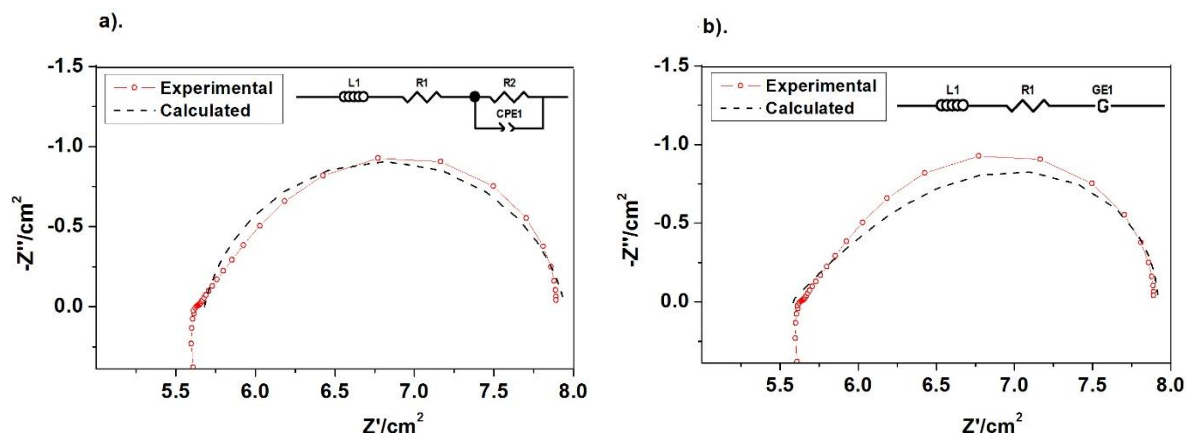 a).
-1.5
-1.0
-0.5
0.0
-Z''/cm²
Experimental
Calculated
L1
R1
R2
CPE1
5.5
6.0
6.5
7.0
7.5
8.0
Z'/cm²
b).
-1.5
-1.0
-0.5
0.0
-Z''/cm²
Experimental
Calculated
L1
R1
GE1
G
5.5
6.0
6.5
7.0
7.5
8.0
Z'/cm²